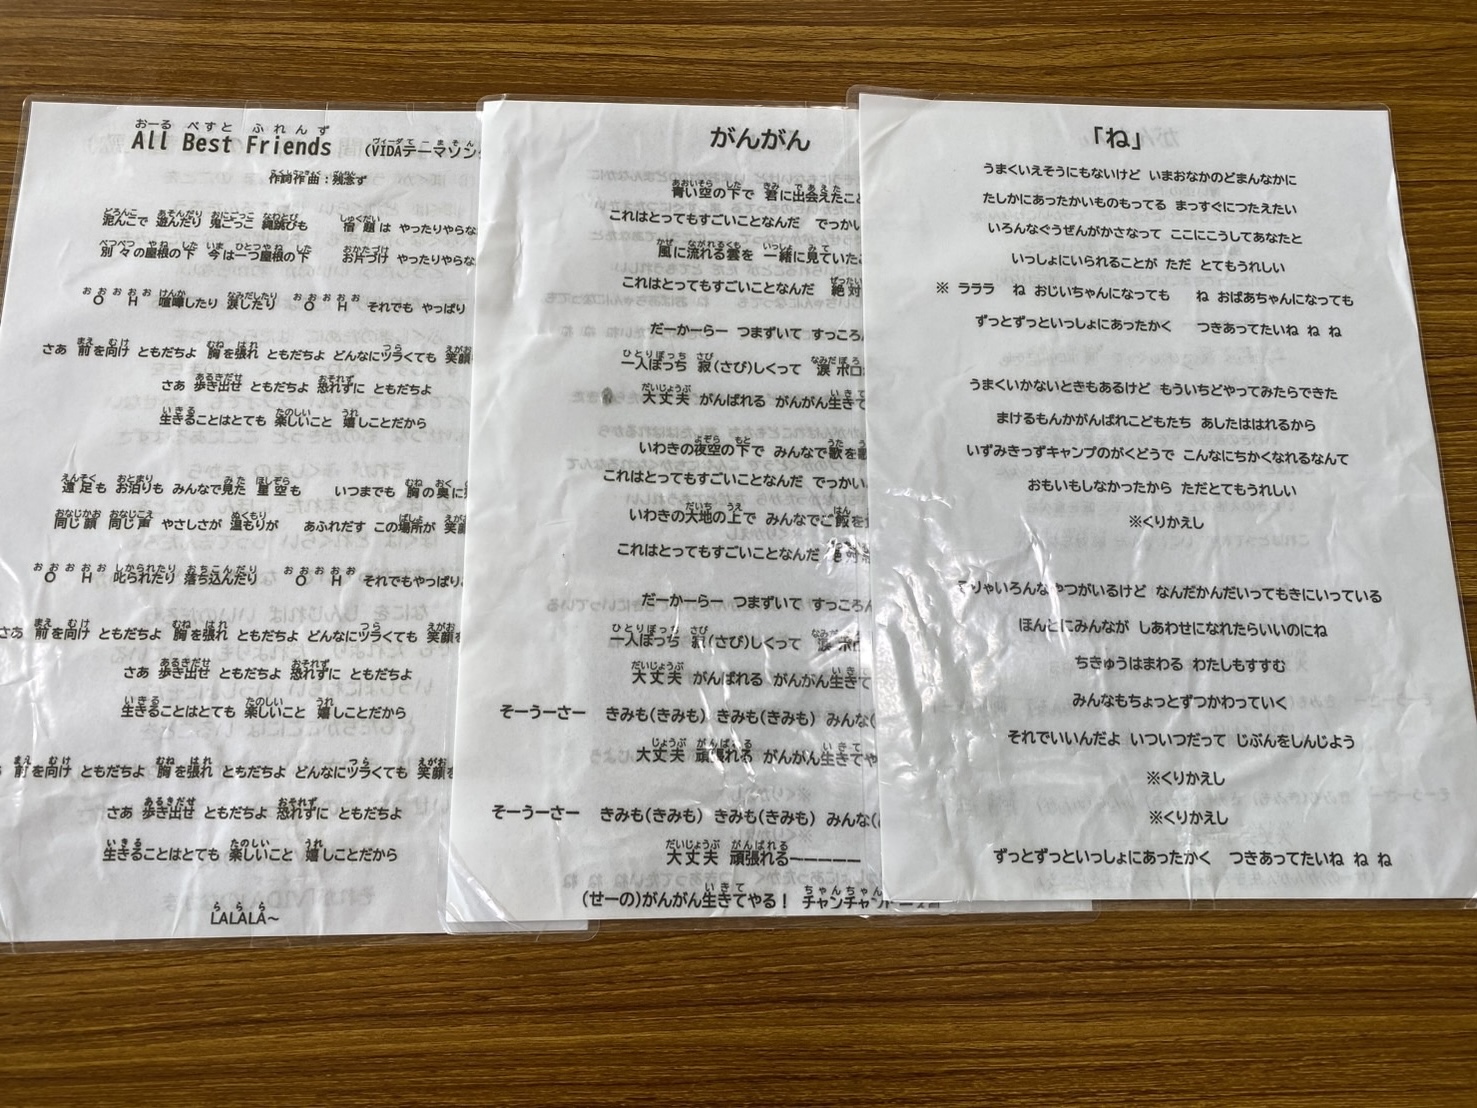 おーる べすと ふれんず
All Best Friends
(VIDAテーマソン
作詞作曲：残念ず
泥んこで 遊んだり 鬼ごっこ 縄跳びも 宿題は やったりやらな
別々の屋根の下 今は一つ屋根の下 お片づけ やったりやらな
O H 喧嘩したり 涙したり O H それでも やっぱり
さあ 前を向け ともだちよ 胸を張れ ともだちよ どんなにツラくても 笑顔
さあ 歩き出せ ともだちよ 恐れずに ともだちよ
生きることはとても 楽しいこと 嬉しことだから
遠足も お泊りも みんなで見た 星空も いつまでも 胸の奥に
同じ顔 同じ声 やさしさが 温もりが あふれだす この場所が 笑
O H 叱られたり 落ち込んだり O H それでもやっぱり
さあ 前を向け ともだちよ 胸を張れ ともだちよ どんなにツラくても 笑顔
さあ 歩き出せ ともだちよ 恐れずに ともだちよ
生きることはとても 楽しいこと 嬉しことだから
前を向け ともだちよ 胸を張れ ともだちよ どんなにツラくても 笑顔
さあ 歩き出せ ともだちよ 恐れずに ともだちよ
生きることはとても 楽しいこと 嬉しことだから
ららら
LALALA～
がんがん
青い空の下で 君に出会えたこ
これはとってもすごいことなんだ でっかい
風に流れる雲を 一緒に見ていた
これはとってもすごいことなんだ 絶対
だーかーらー つまずいて すっころ
一人ぼっち 寂(さび)しくって 涙 ボロ
大丈夫 がんばれる がんがん生きて
いわきの夜空の下で みんなで歌を
これはとってもすごいことなんだ でっかい
いわきの大地の上で みんなでご飯を
これはとってもすごいことなんだ
だーかーらー つまずいて すっころ
一人ぼっち 寂(さび)しくって 涙
大丈夫 がんばれる がんがん生きて
そーうーさー きみも(きみも) きみも(きみも) みんな(
大丈夫 頑張れる がんがん生きてや
そーうーさー きみも(きみも) きみも(きみも) みんな(
大丈夫 頑張れるーーーーー
(せーの)がんがん生きてやる！ チャンチャン
「ね」
うまくいえそうにもないけど いまおなかのどまんなかに
たしかにあったかいものもってる まっすぐにつたえたい
いろんなぐうぜんがかさなって ここにこうしてあなたと
いっしょにいられることが ただ とてもうれしい
※ ラララ ね おじいちゃんになっても ね おばあちゃんになっても
ずっとずっといっしょにあったかく つきあってたいね ね ね
うまくいかないときもあるけど もういちどやってみたらできた
まけるもんかがんばれこどもたち あしたははれるから
いずみきっずキャンプのがくどうで こんなにちかくなれるなんて
おもいもしなかったから ただとてもうれしい
※くりかえし
そりゃいろんなやつがいるけど なんだかんだいってもきにいっている
ほんとにみんなが しあわせになれたらいいのにね
ちきゅうはまわる わたしもすすむ
みんなもちょっとずつかわっていく
それでいいんだよ いついつだって じぶんをしんじよう
※くりかえし
※くりかえし
ずっとずっといっしょにあったかく つきあってたいね ね ね